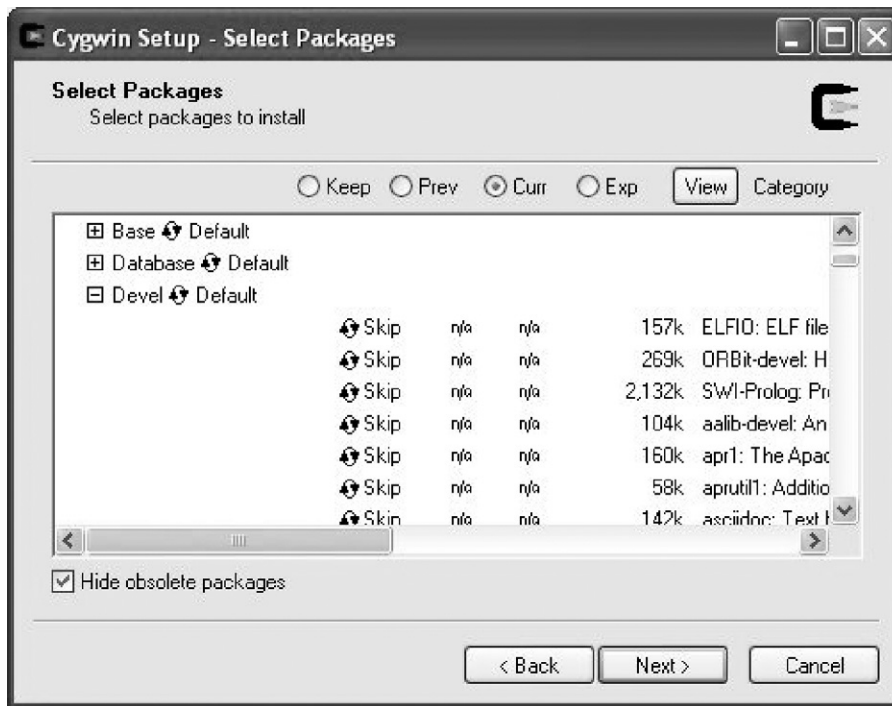 Cygwin Setup - Select Packages
Select Packages
Select packages to install
Keep Prev Curr Exp View Category
Base Default
Database Default
Devel Default
Skip n/a n/a 157k ELFIO: ELF file
Skip n/a n/a 269k ORBit-devel: H
Skip n/a n/a 2,132k SWI-Prolog: Pr
Skip n/a n/a 104k aalib-devel: An
Skip n/a n/a 160k apr1: The Apac
Skip n/a n/a 58k aprutil1: Additio
Skip n/a n/a 142k asciidoc: Text
Hide obsolete packages
< Back Next > Cancel